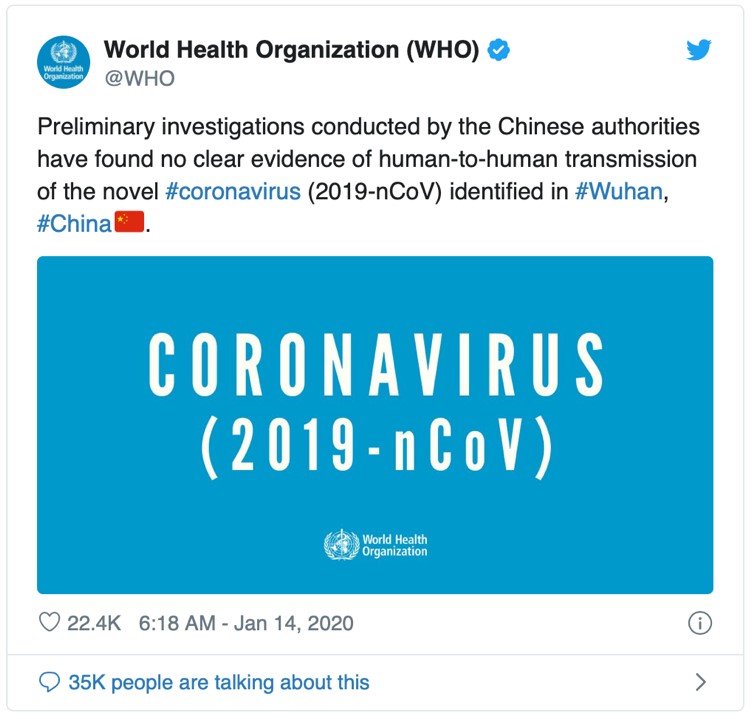 World Health Organization (WHO)
@WHO
World Health
Organization
Preliminary investigations conducted by the Chinese authorities
have found no clear evidence of human-to-human transmission
of the novel #coronavirus (2019-nCoV) identified in #Wuhan,
#China🇨🇳.
CORONAVIRUS
(2019-nCoV)
World Health
Organization
22.4K 6:18 AM - Jan 14, 2020
35K people are talking about this